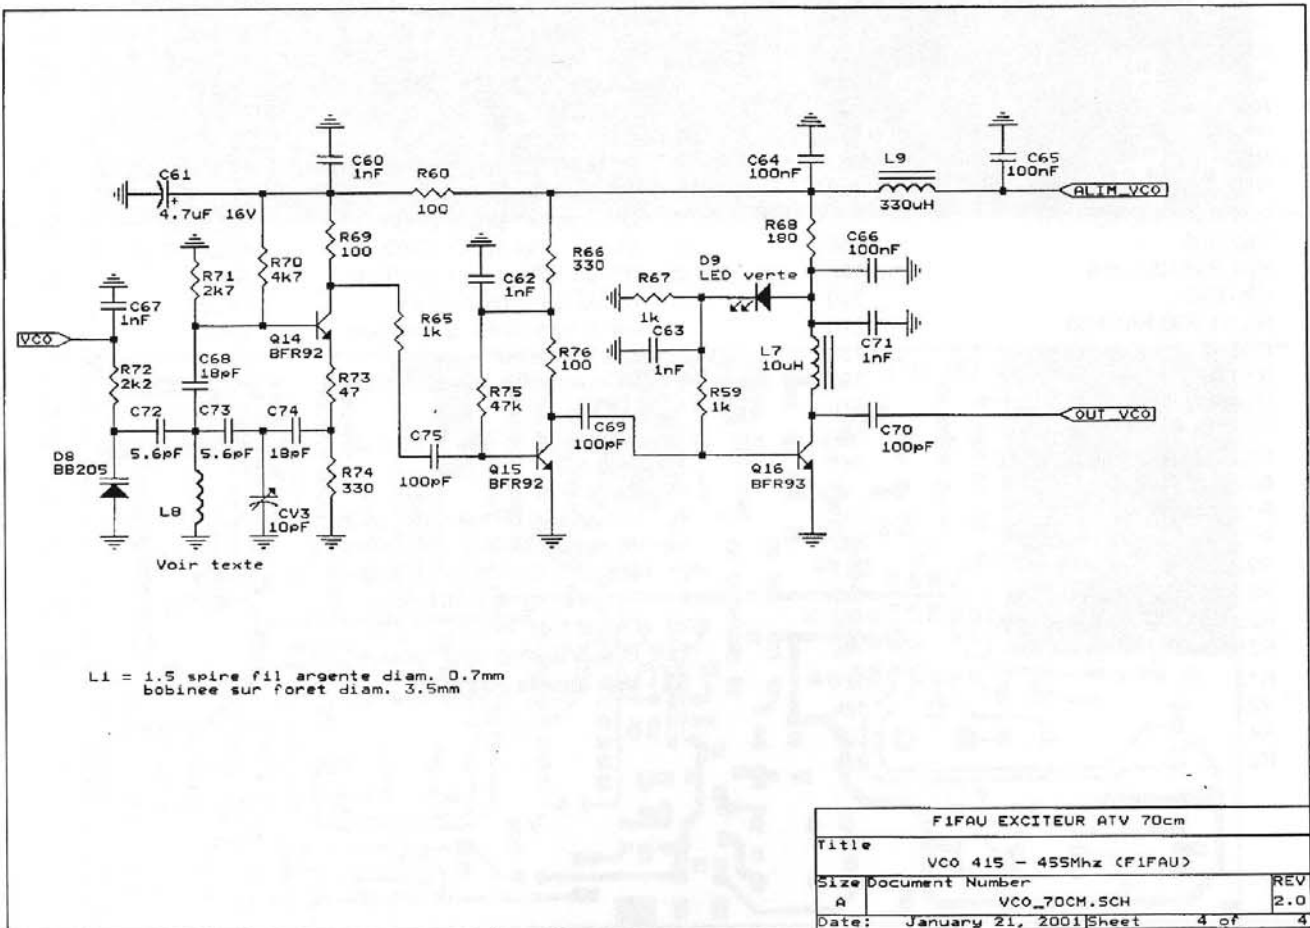 C61
4.7uF 16V
+
C60
1nF
R60
100
C64
100nF
L9
330uH
C65
100nF
ALIM_VCO
R71
2k7
R70
4k7
R69
100
C62
1nF
R66
330
R68
180
C66
100nF
D9
LED verte
R67
1k
C67
1nF
VCO
Q14
BFR92
R65
1k
C63
1nF
C71
1nF
L7
10uH
R72
2k2
C68
18pF
R73
47
R75
47k
R76
100
R59
1k
C72
5.6pF
C73
5.6pF
C74
18pF
C75
100pF
C69
100pF
C70
100pF
OUT_VCO
D8
BB205
L8
CV3
10pF
R74
330
Q15
BFR92
Q16
BFR93
Voir texte
L1 = 1.5 spire fil argente diam. 0.7mm
bobinee sur foret diam. 3.5mm
F1FAU EXCITEUR ATV 70cm
Title
VCO 415 - 455Mhz (F1FAU)
Size Document Number REV
A VCO_70CM.SCH 2.0
Date: January 21, 2001 Sheet 4 of 4